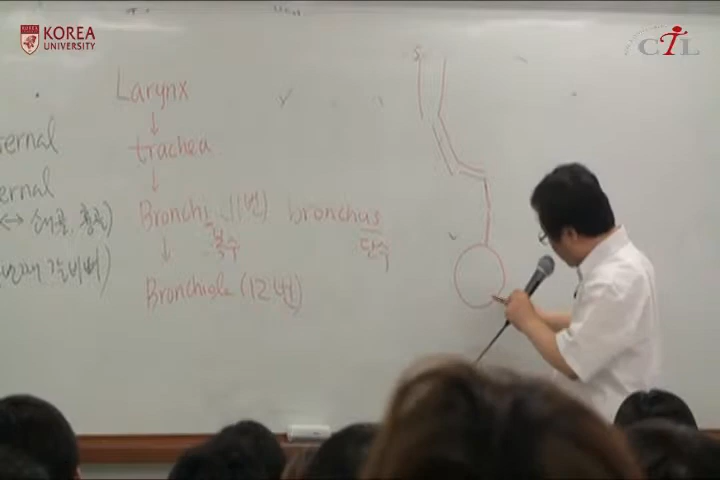 KOREA
UNIVERSITY
CTL
Larynx
↓
trachea
↓
Bronchi (11번) bronchus
복수 단수
↓
Bronchiole (12번)
ernal
ernal